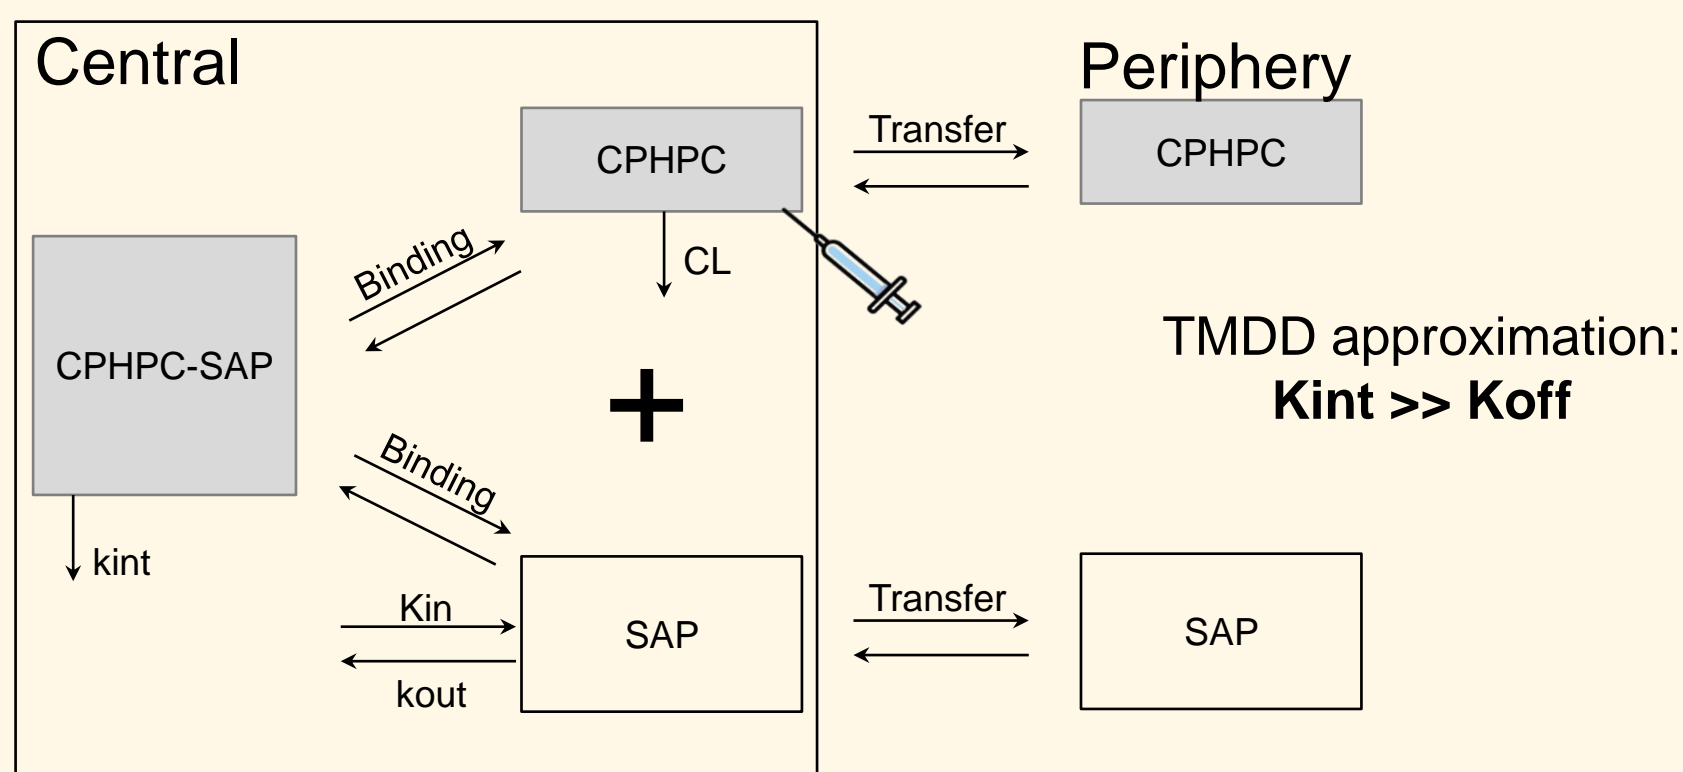 Central
Periphery
CPHPC
Transfer
CPHPC
Binding
CL
CPHPC-SAP
TMDD approximation:
Kint >> Koff
+
Binding
kint
Kin
SAP
Transfer
SAP
kout